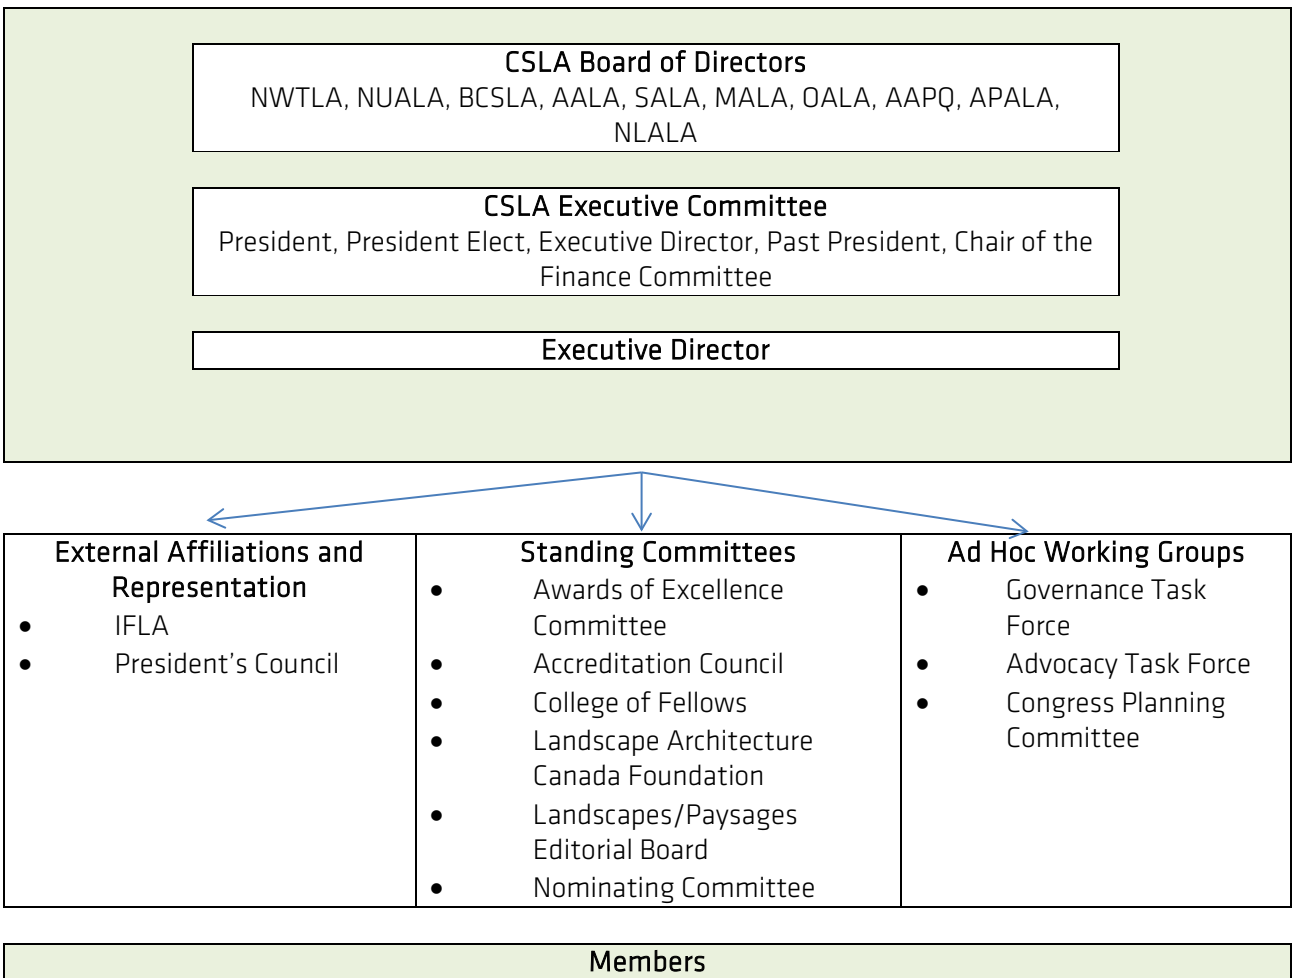 CSLA Board of Directors
NWTLA, NUALA, BCSLA, AALA, SALA, MALA, OALA, AAPQ, APALA,
NLALA
CSLA Executive Committee
President, President Elect, Executive Director, Past President, Chair of the
Finance Committee
Executive Director
External Affiliations and
Representation
• IFLA
• President’s Council
Standing Committees
• Awards of Excellence
Committee
• Accreditation Council
• College of Fellows
• Landscape Architecture
Canada Foundation
• Landscapes/Paysages
Editorial Board
• Nominating Committee
Ad Hoc Working Groups
• Governance Task
Force
• Advocacy Task Force
• Congress Planning
Committee
Members